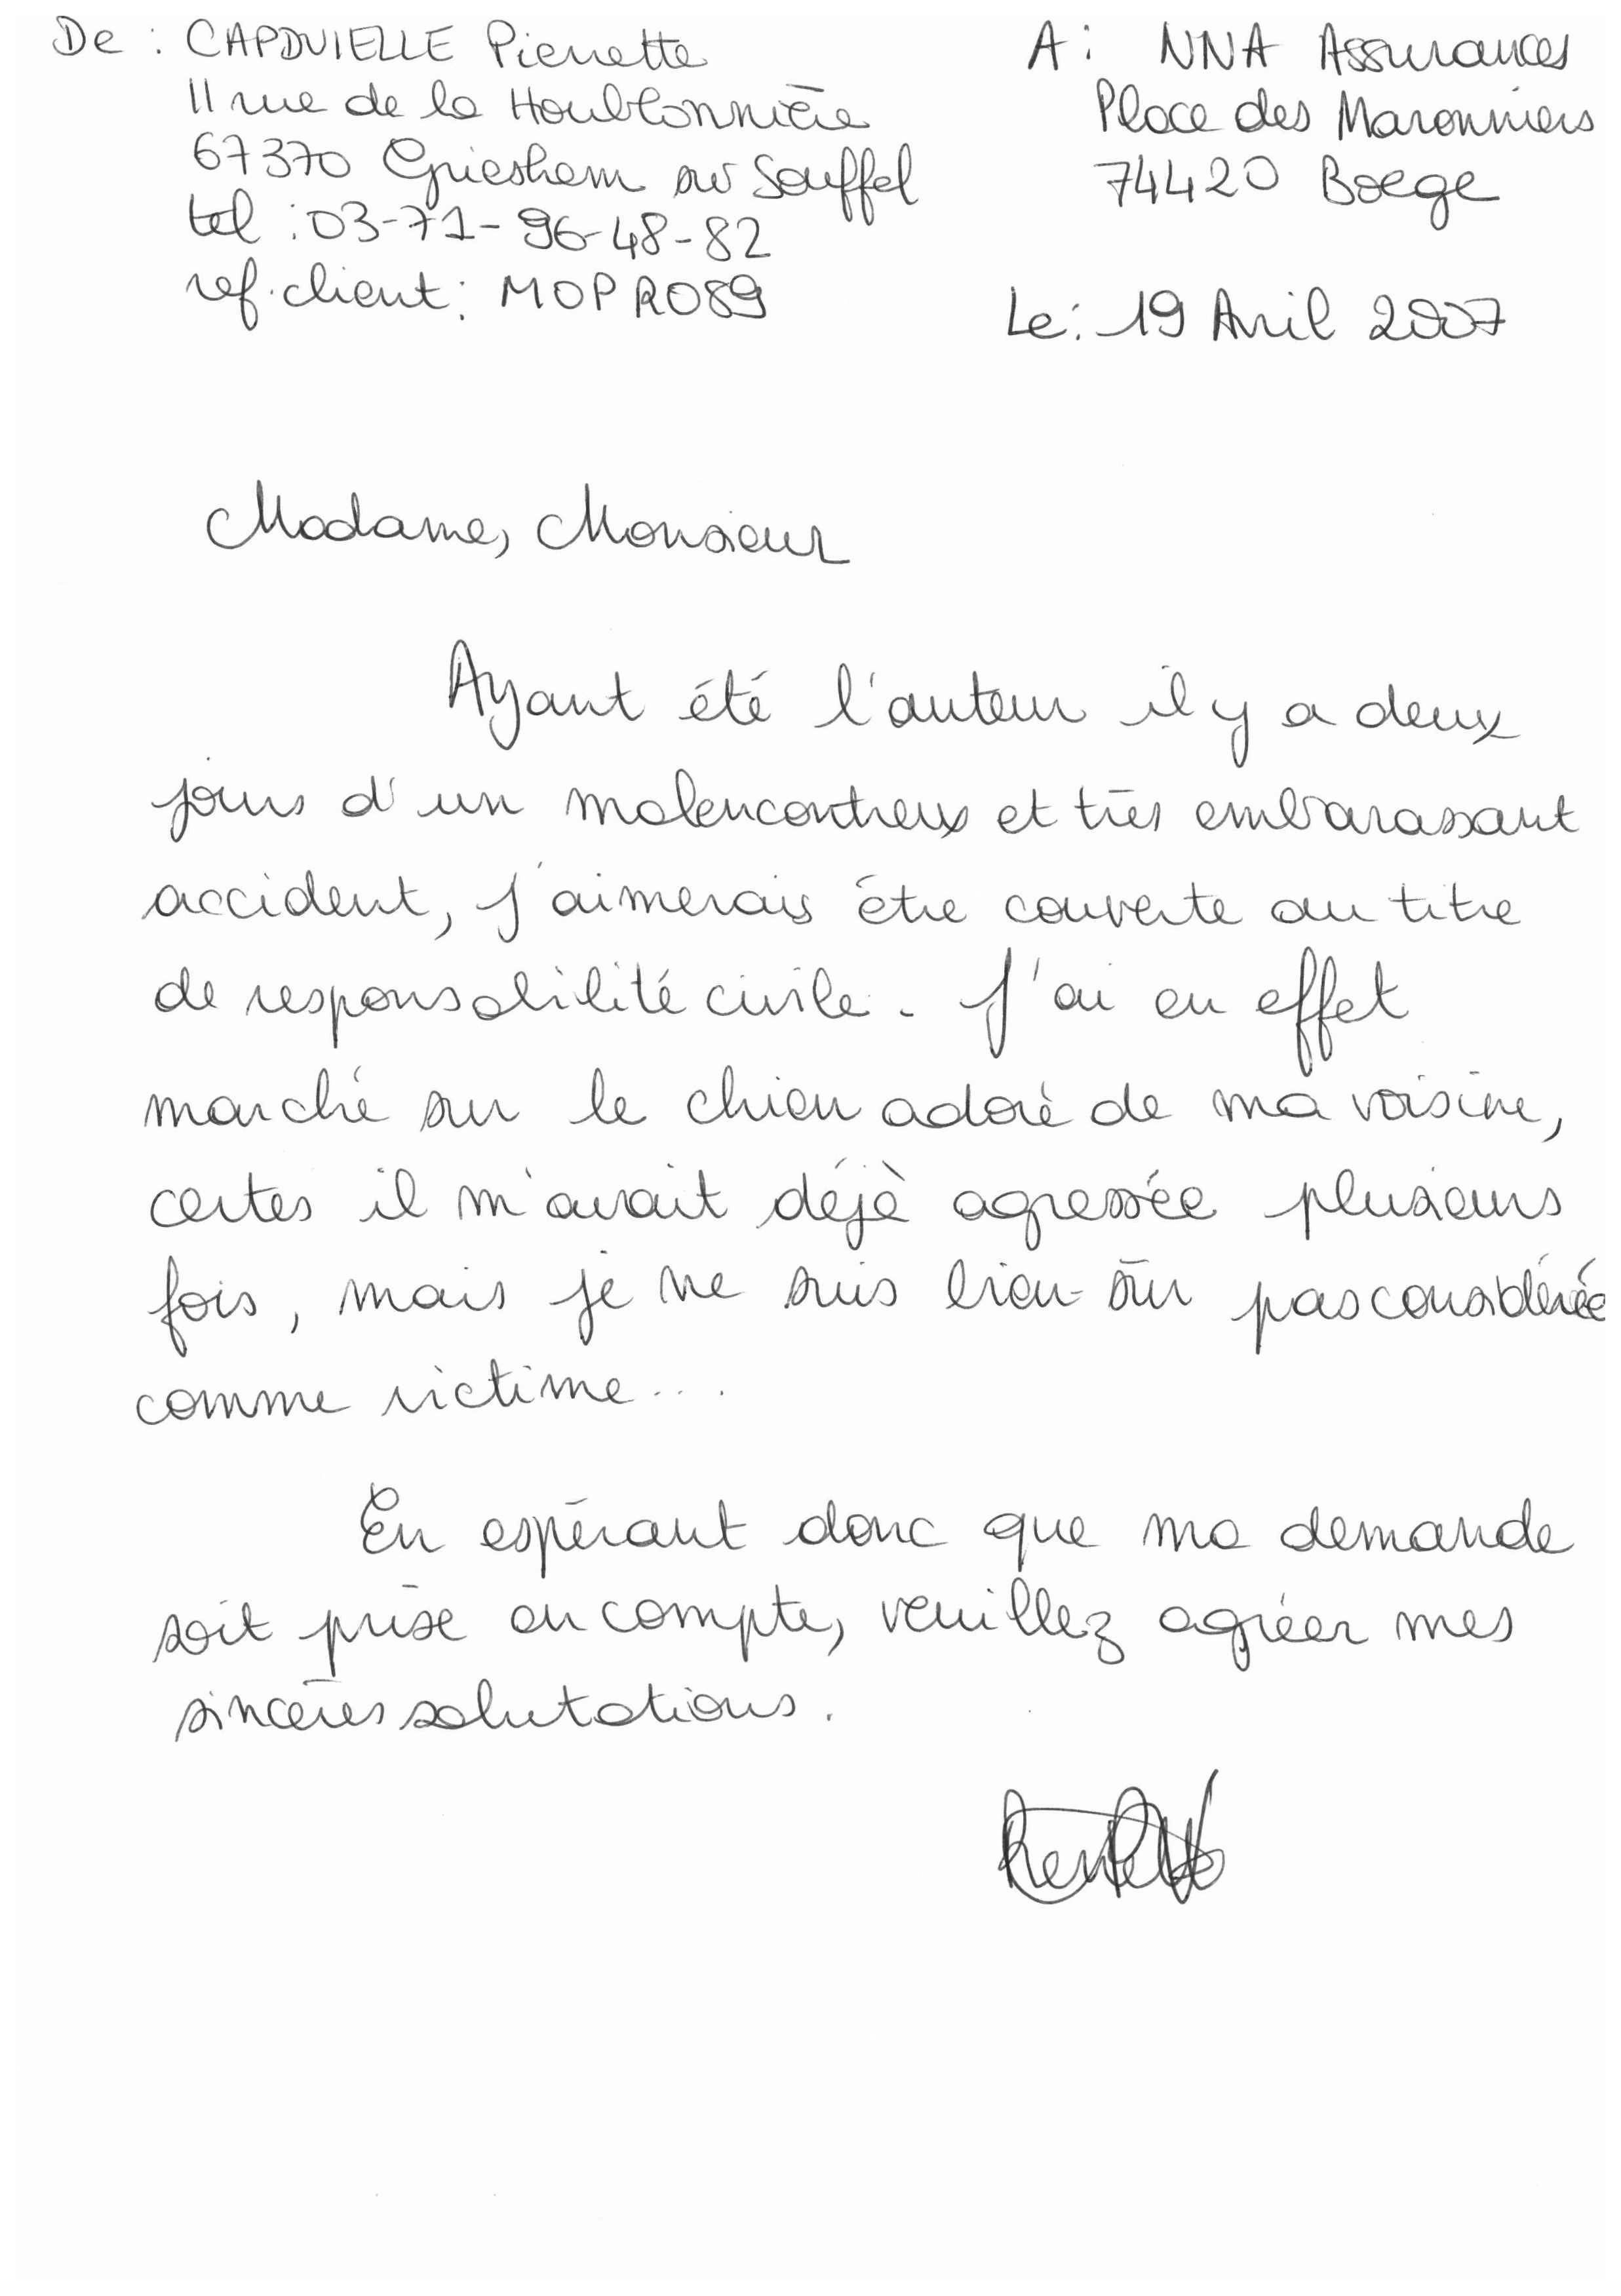 De : CAPDUIELLE Pierrette
11 rue de la Houblonnière
67370 Griesheim sur Souffel
tel : 03-71-96-48-82
ref. client : MOPRO89
A : NNA Assurances
Place des Maronniers
74420 Boege
Le : 19 Avril 2007
Madame, Monsieur
Ayant été l'auteur il y a deux
jours d'un malencontreux et très embarassant
accident, j'aimerais être couverte au titre
de responsabilité civile. J'ai en effet
marché sur le chien adoré de ma voisine,
certes il m'avait déjà agressée plusieurs
fois, mais je ne suis bien-sûr pas considérée
comme victime...
En espérant donc que ma demande
soit prise en compte, veuillez agréer mes
sincères salutations.